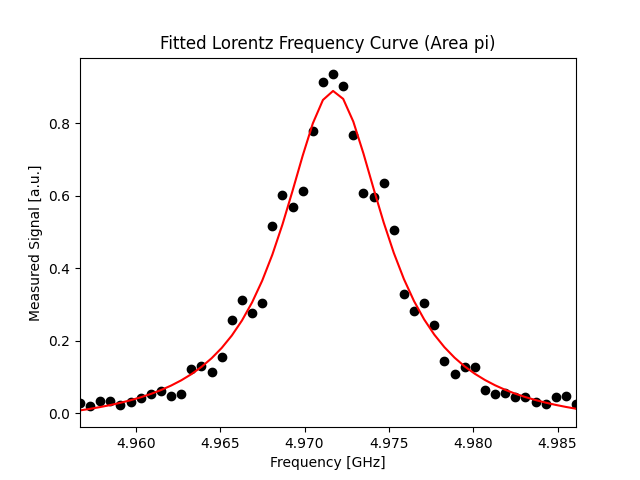 Fitted Lorentz Frequency Curve (Area pi)
Measured Signal [a.u.]
0.8
0.6
0.4
0.2
0.0
4.960 4.965 4.970 4.975 4.980 4.985
Frequency [GHz]